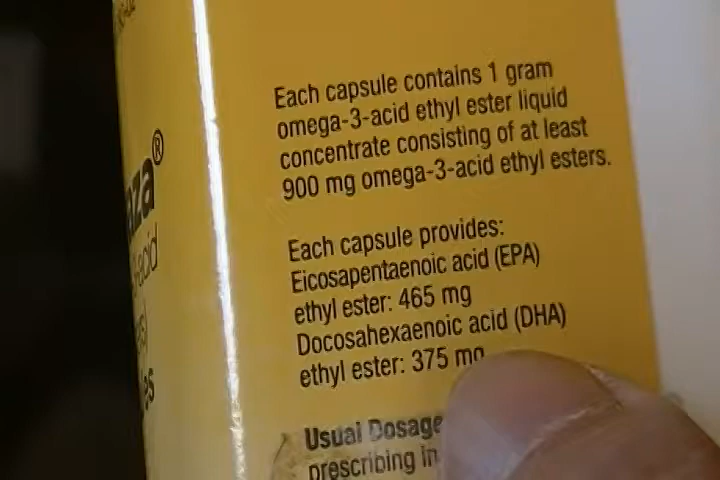 Each capsule contains 1 gram
omega-3-acid ethyl ester liquid
concentrate consisting of at least
900 mg omega-3-acid ethyl esters.
Each capsule provides:
Eicosapentaenoic acid (EPA)
ethyl ester: 465 mg
Docosahexaenoic acid (DHA)
ethyl ester: 375 mg
Usual Dosage
prescribing in